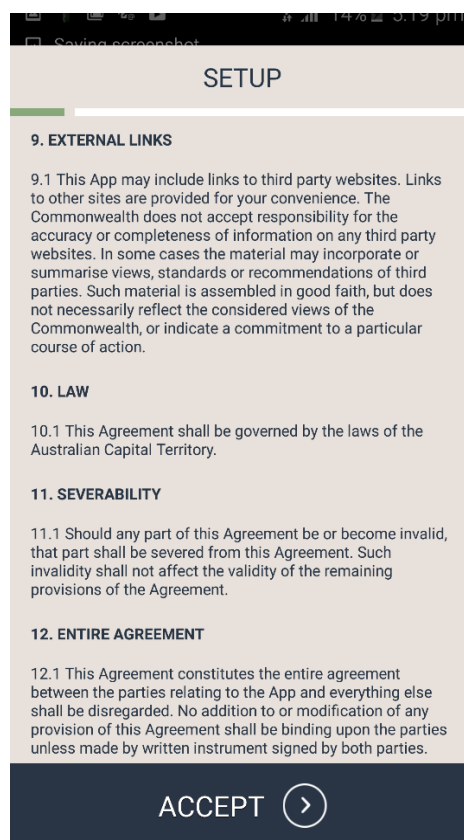 14% 5:19 pm
Saving screenshot
SETUP
9. EXTERNAL LINKS
9.1 This App may include links to third party websites. Links
to other sites are provided for your convenience. The
Commonwealth does not accept responsibility for the
accuracy or completeness of information on any third party
websites. In some cases the material may incorporate or
summarise views, standards or recommendations of third
parties. Such material is assembled in good faith, but does
not necessarily reflect the considered views of the
Commonwealth, or indicate a commitment to a particular
course of action.
10. LAW
10.1 This Agreement shall be governed by the laws of the
Australian Capital Territory.
11. SEVERABILITY
11.1 Should any part of this Agreement be or become invalid,
that part shall be severed from this Agreement. Such
invalidity shall not affect the validity of the remaining
provisions of the Agreement.
12. ENTIRE AGREEMENT
12.1 This Agreement constitutes the entire agreement
between the parties relating to the App and everything else
shall be disregarded. No addition to or modification of any
provision of this Agreement shall be binding upon the parties
unless made by written instrument signed by both parties.
ACCEPT